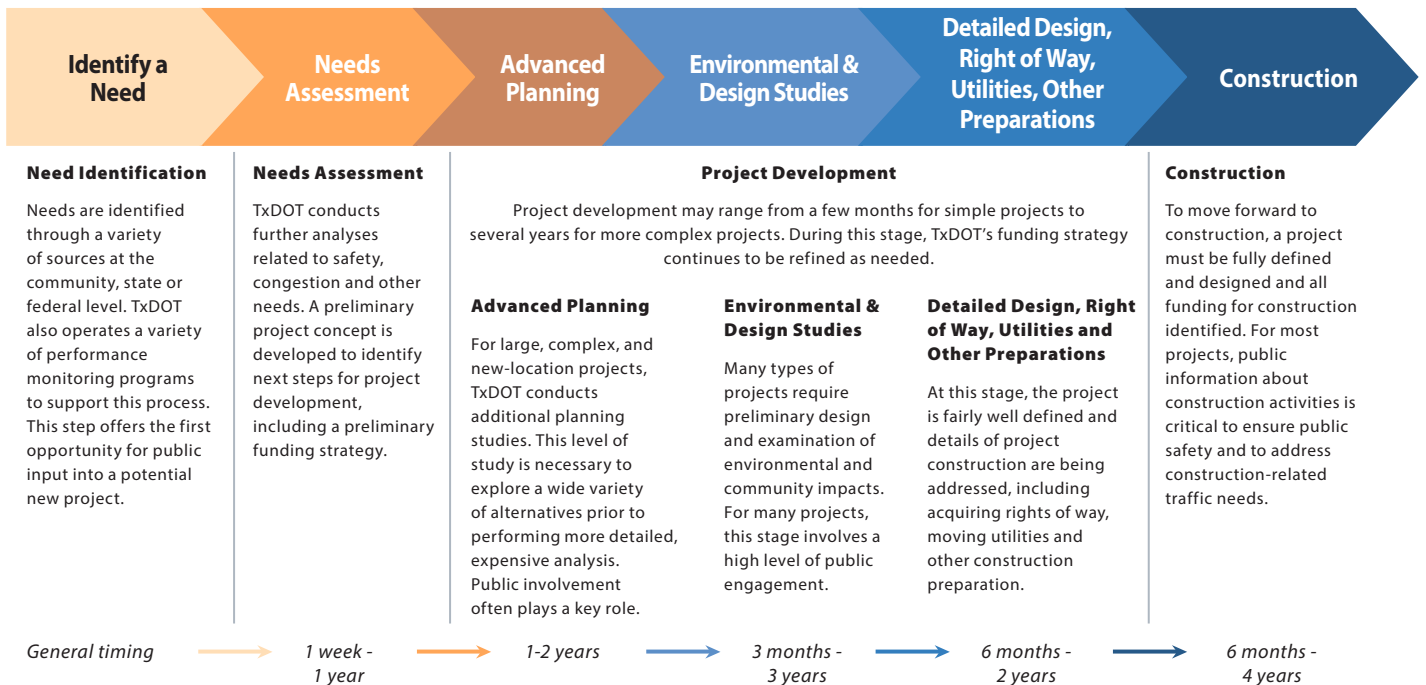 Identify a
Need
Needs
Assessment
Advanced
Planning
Environmental &
Design Studies
Detailed Design,
Right of Way,
Utilities, Other
Preparations
Construction
Need Identification
Needs are identified
through a variety
of sources at the
community, state or
federal level. TxDOT
also operates a variety
of performance
monitoring programs
to support this process.
This step offers the first
opportunity for public
input into a potential
new project.
Needs Assessment
TxDOT conducts
further analyses
related to safety,
congestion and other
needs. A preliminary
project concept is
developed to identify
next steps for project
development,
including a preliminary
funding strategy.
Project Development
Project development may range from a few months for simple projects to
several years for more complex projects. During this stage, TxDOT’s funding strategy
continues to be refined as needed.
Advanced Planning
For large, complex, and
new-location projects,
TxDOT conducts
additional planning
studies. This level of
study is necessary to
explore a wide variety
of alternatives prior to
performing more detailed,
expensive analysis.
Public involvement
often plays a key role.
Environmental &
Design Studies
Many types of
projects require
preliminary design
and examination of
environmental and
community impacts.
For many projects,
this stage involves a
high level of public
engagement.
Detailed Design, Right
of Way, Utilities and
Other Preparations
At this stage, the project
is fairly well defined and
details of project
construction are being
addressed, including
acquiring rights of way,
moving utilities and
other construction
preparation.
Construction
To move forward to
construction, a project
must be fully defined
and designed and all
funding for construction
identified. For most
projects, public
information about
construction activities is
critical to ensure public
safety and to address
construction-related
traffic needs.
General timing
1 week -
1 year
1-2 years
3 months -
3 years
6 months -
2 years
6 months -
4 years